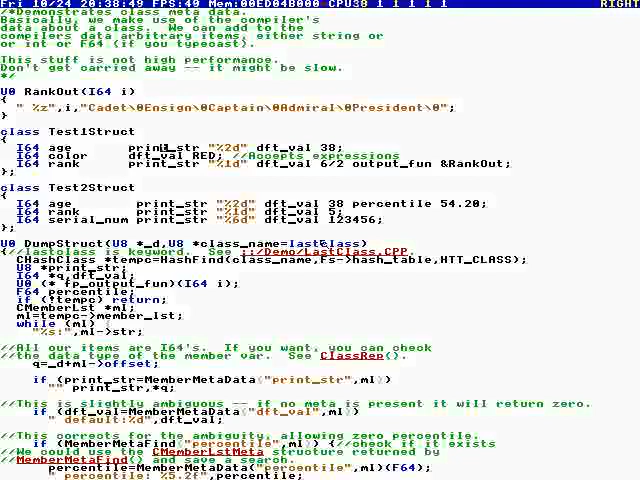 Fri 10/24 20:38:49 FPS:49 Mem:00ED04B000 CPU38 1 1 1 1 1 RIGHT
/*Demonstrates class meta data.
Basically, we make use of the compiler's
data about a class. We can add to the
compilers data arbitrary items, either string or
or int or F64 (if you typecast).
This stuff is not high performance.
Don't get carried away -- it might be slow.
*/
U0 RankOut(I64 i)
{
" %z",i,"Cadet\0Ensign\0Captain\0Admiral\0President\0";
}
class Test1Struct
{
I64 age print_str "%2d" dft_val 38;
I64 color dft_val RED; //Accepts expressions
I64 rank print_str "%1d" dft_val 6/2 output_fun &RankOut;
};
class Test2Struct
{
I64 age print_str "%2d" dft_val 38 percentile 54.20;
I64 rank print_str "%1d" dft_val 5;
I64 serial_num print_str "%6d" dft_val 123456;
};
U0 DumpStruct(U8 *_d,U8 *class_name=lastclass)
{//lastclass is keyword. See ::/Demo/LastClass.CPP.
CHashClass *tempc=HashFind(class_name,Fs->hash_table,HTT_CLASS);
U8 *print_str;
I64 *q,dft_val;
U0 (* fp_output_fun)(I64 i);
F64 percentile;
if (!tempc) return;
CMemberLst *ml;
ml=tempc->member_lst;
while (ml) {
"%s:",ml->str;
//All our items are I64's. If you want, you can check
//the data type of the member var. See ClassRep().
q=_d+ml->offset;
if (print_str=MemberMetaData("print_str",ml))
"" print_str,*q;
//This is slightly ambiguous -- if no meta is present it will return zero.
if (dft_val=MemberMetaData("dft_val",ml))
" default:%d",dft_val;
//This corrects for the ambiguity, allowing zero percentile.
if (MemberMetaFind("percentile",ml)) {//check if it exists
//We could use the CMemberLstMeta structure returned by
//MemberMetaFind() and save a search.
percentile=MemberMetaData("percentile",ml)(F64);
" percentile: %5.2f",percentile;